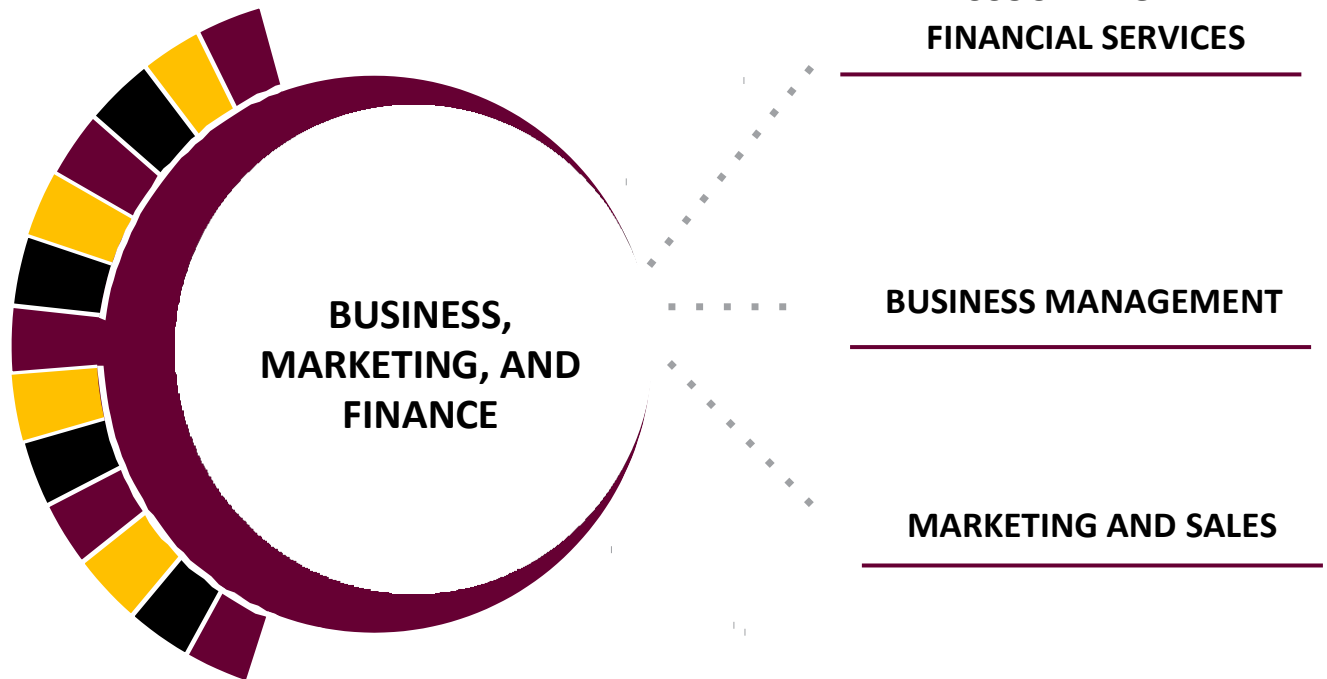 FINANCIAL SERVICES
BUSINESS,
MARKETING, AND
FINANCE
BUSINESS MANAGEMENT
MARKETING AND SALES